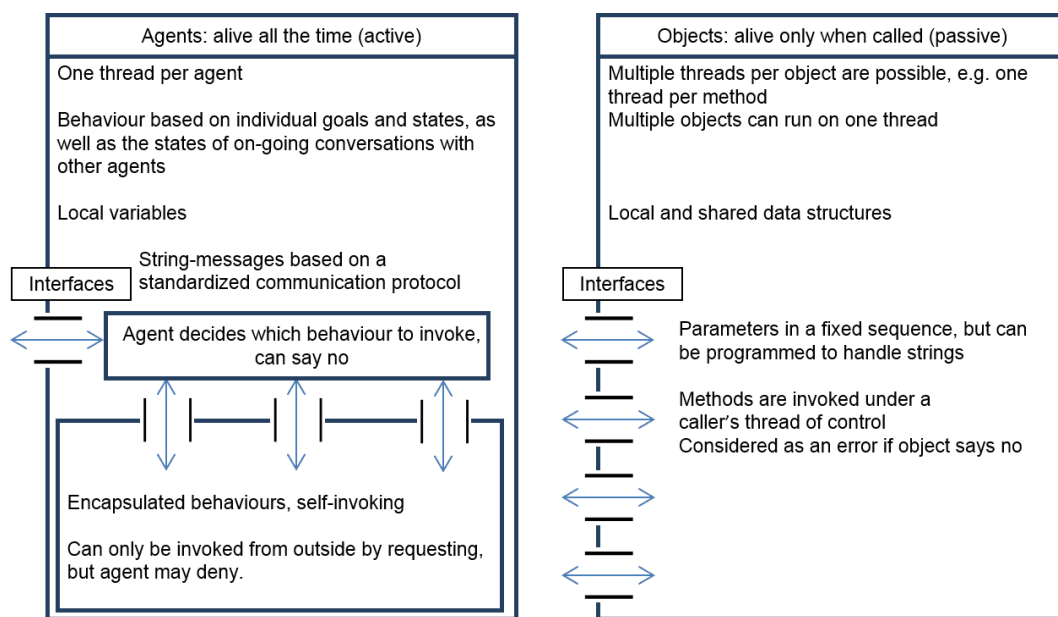 Agents: alive all the time (active)
One thread per agent
Behaviour based on individual goals and states, as
well as the states of on-going conversations with
other agents
Local variables
String-messages based on a
standardized communication protocol
Interfaces
Agent decides which behaviour to invoke,
can say no
Encapsulated behaviours, self-invoking
Can only be invoked from outside by requesting,
but agent may deny.
Objects: alive only when called (passive)
Multiple threads per object are possible, e.g. one
thread per method
Multiple objects can run on one thread
Local and shared data structures
Interfaces
Parameters in a fixed sequence, but can
be programmed to handle strings
Methods are invoked under a
caller's thread of control
Considered as an error if object says no